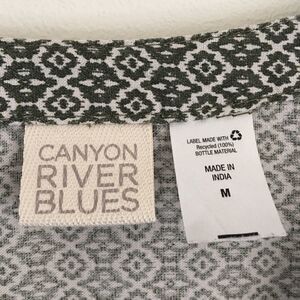 CANYON
RIVER
BLUES
LABEL MADE WITH
Recycled (100%)
BOTTLE MATERIAL
MADE IN
INDIA
M